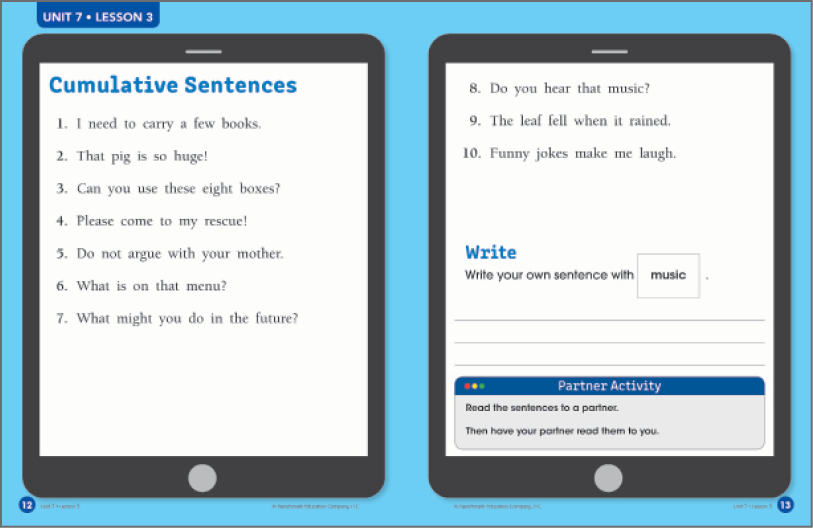 UNIT 7 • LESSON 3
Cumulative Sentences
1. I need to carry a few books.
2. That pig is so huge!
3. Can you use these eight boxes?
4. Please come to my rescue!
5. Do not argue with your mother.
6. What is on that menu?
7. What might you do in the future?
12 Unit 7 • Lesson 3
© Benchmark Education Company, LLC
8. Do you hear that music?
9. The leaf fell when it rained.
10. Funny jokes make me laugh.
Write
Write your own sentence with music .
Partner Activity
Read the sentences to a partner.
Then have your partner read them to you.
© Benchmark Education Company, LLC
Unit 7 • Lesson 3 13